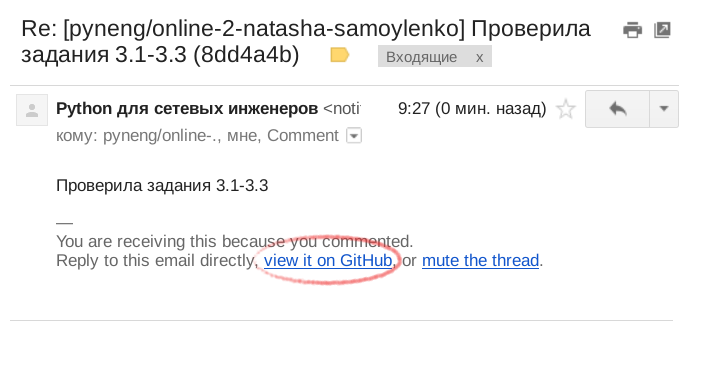 Re: [pyneng/online-2-natasha-samoylenko] Проверила
задания 3.1-3.3 (8dd4a4b) Входящие x
Python для сетевых инженеров <noti 9:27 (0 мин. назад)
кому: pyneng/online-., мне, Comment
Проверила задания 3.1-3.3
—
You are receiving this because you commented.
Reply to this email directly, view it on GitHub, or mute the thread.